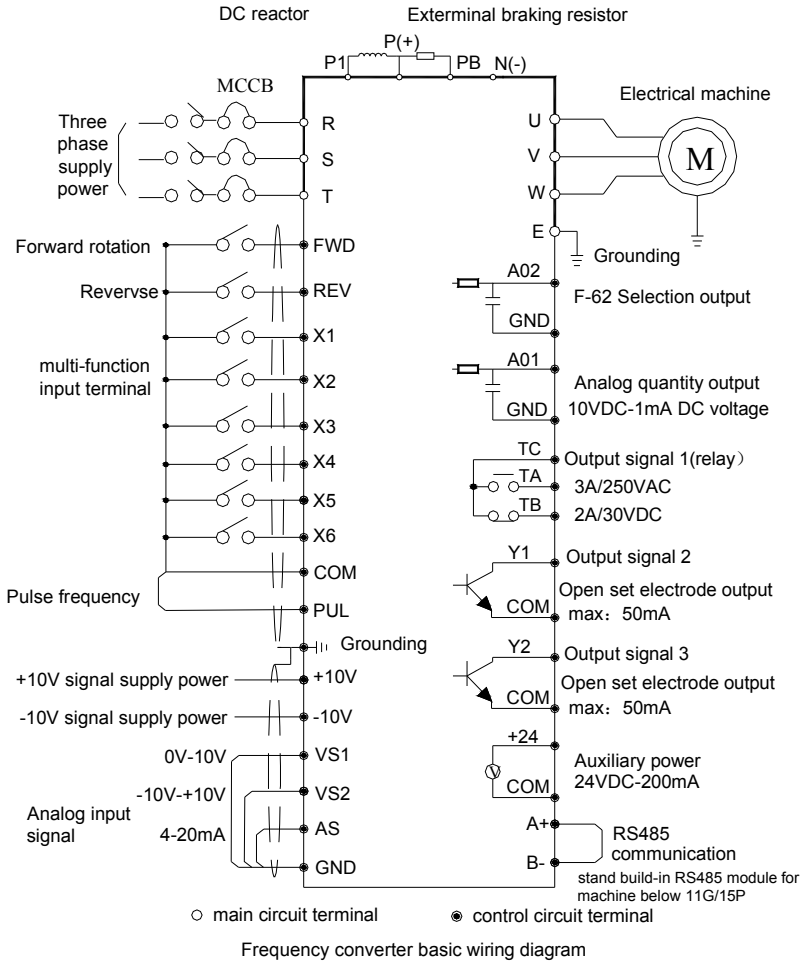 DC reactor
Exterminal braking resistor
P1
P(+)
PB
N(-)
MCCB
Three
phase
supply
power
R
S
T
U
V
W
E
Electrical machine
M
Grounding
Forward rotation
FWD
Revervse
REV
X1
multi-function
input terminal
X2
X3
X4
X5
X6
COM
Pulse frequency
PUL
Grounding
+10V signal supply power
+10V
-10V signal supply power
-10V
0V-10V
VS1
-10V-+10V
VS2
Analog input
signal
4-20mA
AS
GND
A02
F-62 Selection output
GND
A01
Analog quantity output
10VDC-1mA DC voltage
GND
TC
Output signal 1(relay）
TA
3A/250VAC
TB
2A/30VDC
Y1
Output signal 2
Open set electrode output
COM
max：50mA
Y2
Output signal 3
Open set electrode output
COM
max：50mA
+24
V
Auxiliary power
24VDC-200mA
COM
A+
RS485
communication
B-
stand build-in RS485 module for
machine below 11G/15P
main circuit terminal
control circuit terminal
Frequency converter basic wiring diagram